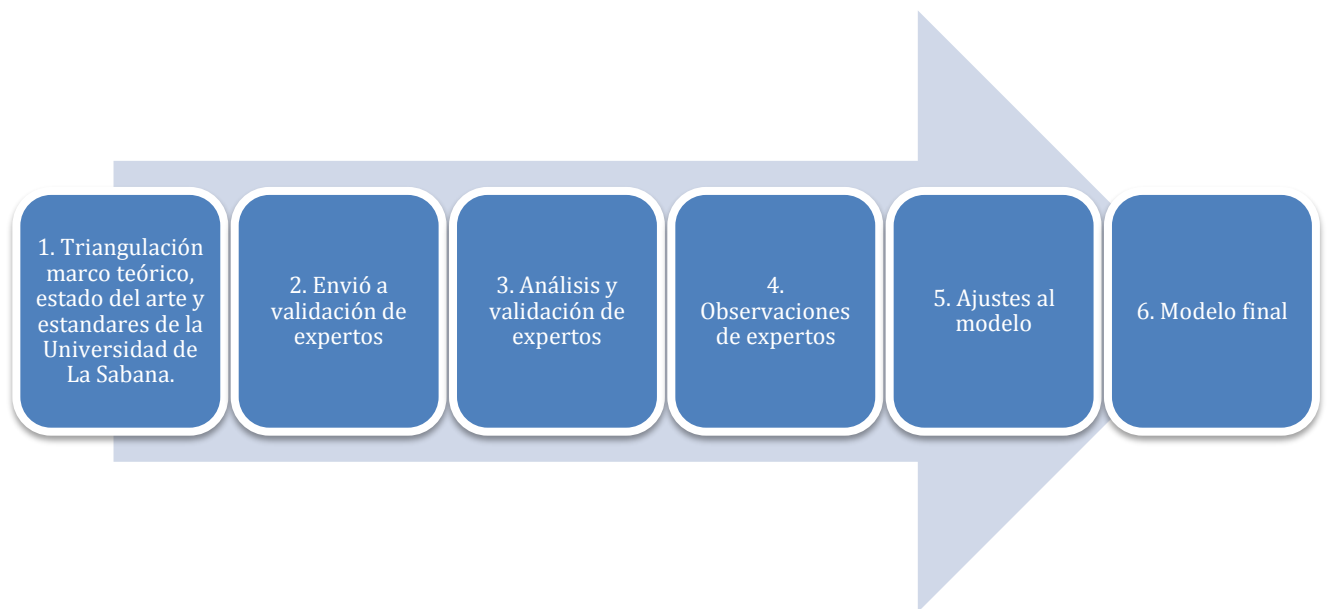 1. Triangulación
marco teórico,
estado del arte y
estandares de la
Universidad de
La Sabana.
2. Envió a
validación de
expertos
3. Análisis y
validación de
expertos
4.
Observaciones
de expertos
5. Ajustes al
modelo
6. Modelo final